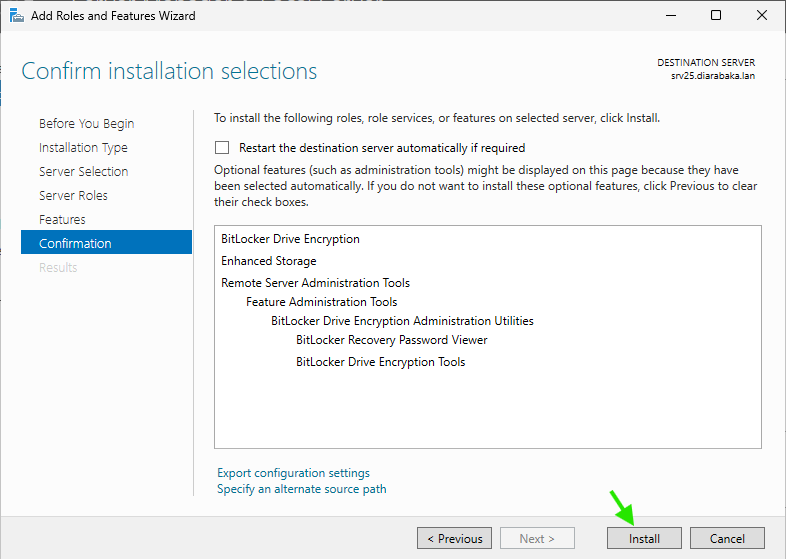 Add Roles and Features Wizard
Confirm installation selections
DESTINATION SERVER
srv25.diarabaka.lan
Before You Begin
Installation Type
Server Selection
Server Roles
Features
Confirmation
Results
To install the following roles, role services, or features on selected server, click Install.
Restart the destination server automatically if required
Optional features (such as administration tools) might be displayed on this page because they have
been selected automatically. If you do not want to install these optional features, click Previous to clear
their check boxes.
BitLocker Drive Encryption
Enhanced Storage
Remote Server Administration Tools
Feature Administration Tools
BitLocker Drive Encryption Administration Utilities
BitLocker Recovery Password Viewer
BitLocker Drive Encryption Tools
Export configuration settings
Specify an alternate source path
< Previous
Next >
Install
Cancel